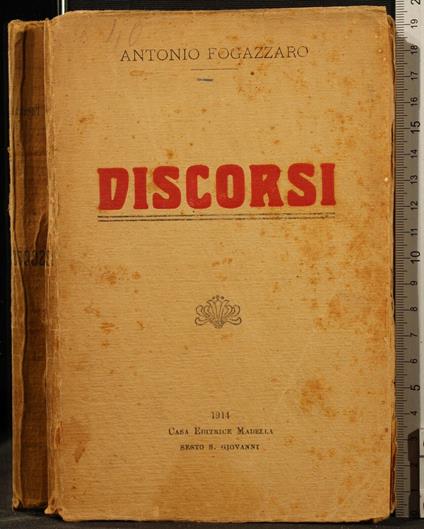 ANTONIO FOGAZZARO
DISCORSI
1914
CASA EDITRICE MADELLA
SESTO S. GIOVANNI